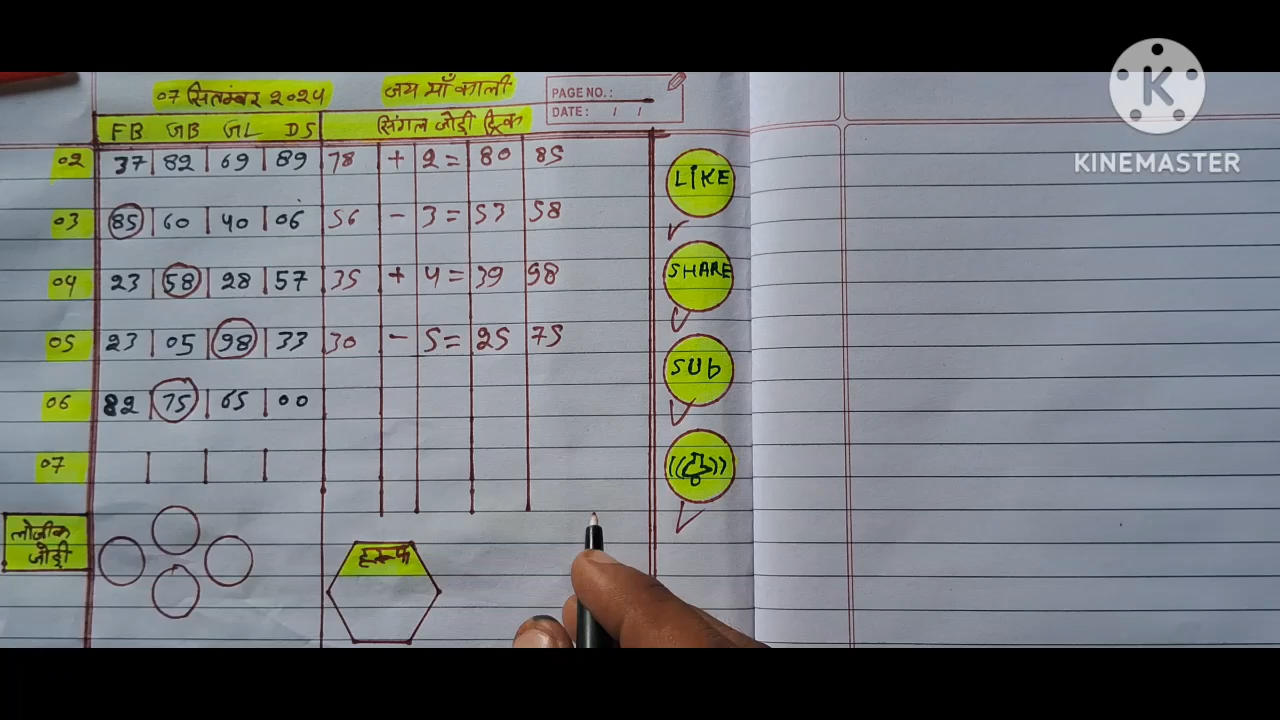 ०७ सितम्बर २०२४ जय माँ काली
PAGE NO.:
DATE: / /
FB GB GL DS सिंगल जोड़ी ट्रिक
02 37 82 69 89 78 + 2 = 80 85
03 85 60 40 06 56 - 3 = 53 58
04 23 58 28 57 35 + 4 = 39 98
05 23 05 98 33 30 - 5 = 25 75
06 82 75 65 00
07
लोजीक
जोड़ी
हरूफ
LIKE
SHARE
SUb
KINEMASTER